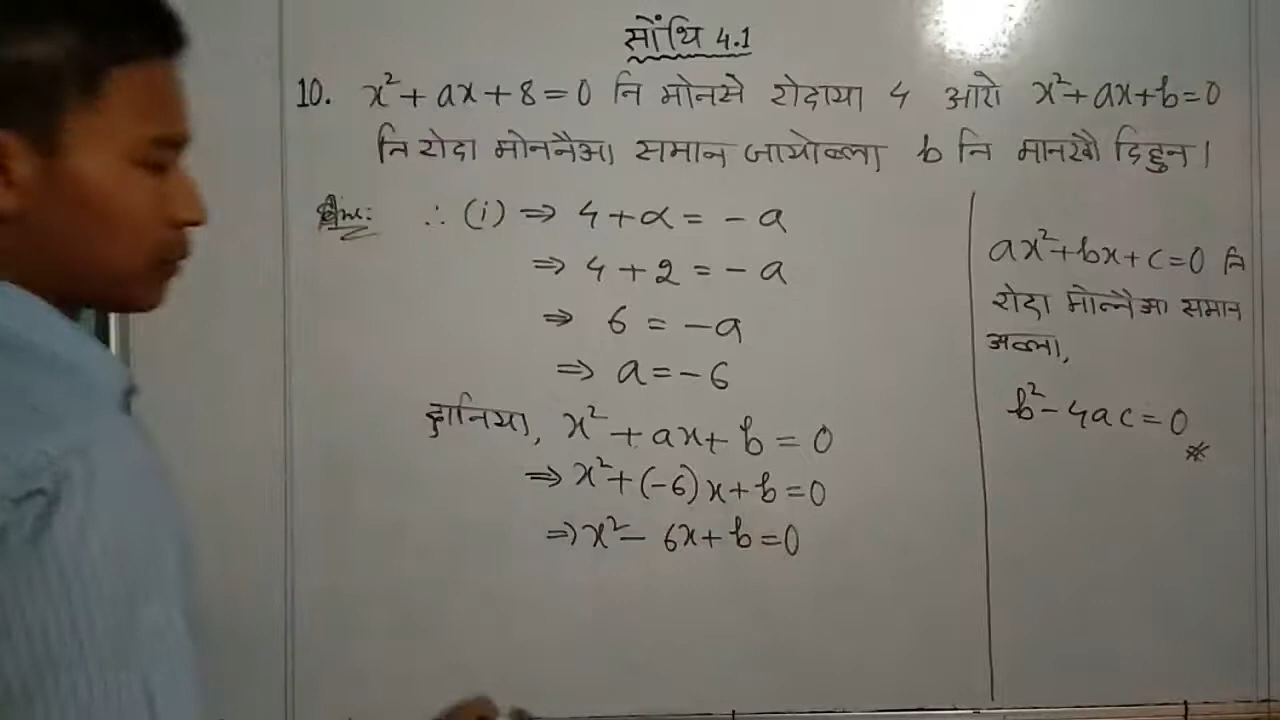 सोंथि 4.1
10. x² + ax + 8 = 0 नि मोनसे रोदाया 4 आरो x² + ax + b = 0
नि रोदा मोननैआ समान जायोब्ला b नि मानखौ दिहुन।
∴ (i) ⇒ 4 + α = - a
⇒ 4 + 2 = - a
⇒ 6 = - a
⇒ a = - 6
x² + ax + b = 0
⇒ x² + (-6)x + b = 0
⇒ x² - 6x + b = 0
ax² + bx + c = 0 नि
रोदा मोन्नैआ समान
अब्ला,
b² - 4ac = 0